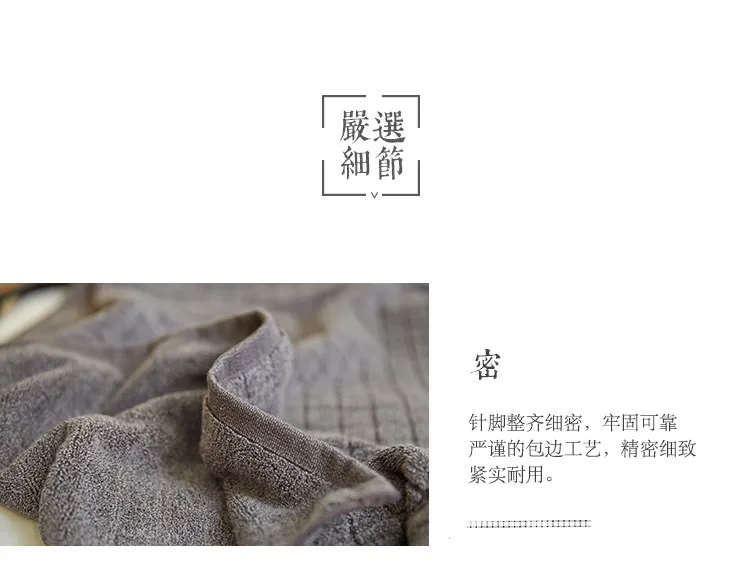 嚴選
細節
密
针脚整齐细密，牢固可靠
严谨的包边工艺，精密细致
紧实耐用。